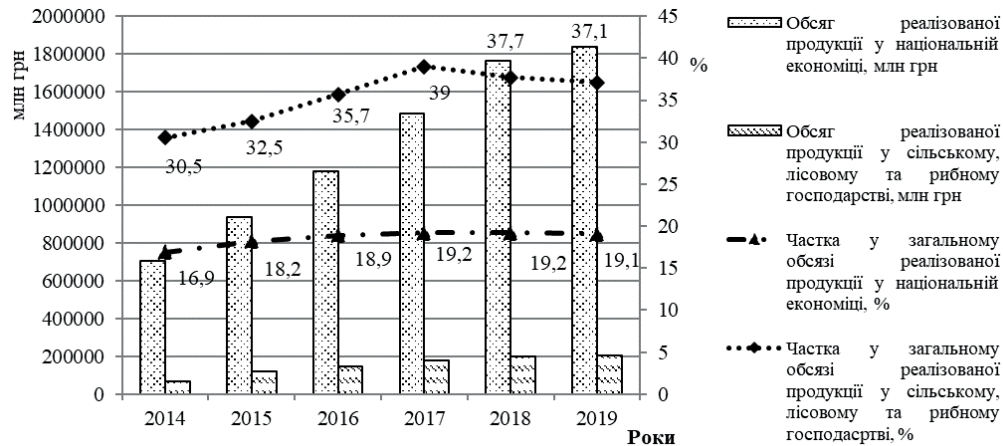 млн грн
2000000
1800000
1600000
1400000
1200000
1000000
800000
600000
400000
200000
0
30,5
32,5
35,7
39
37,7
37,1
16,9
18,2
18,9
19,2
19,2
19,1
2014
2015
2016
2017
2018
2019
Роки
45
40
35
30
25
20
15
10
5
0
%
Обсяг реалізованої
продукції у національній
економіці, млн грн
Обсяг реалізованої
продукції у сільському,
лісовому та рибному
господарстві, млн грн
Частка у загальному
обсязі реалізованої
продукції у національній
економіці, %
Частка у загальному
обсязі реалізованої
продукції у сільському,
лісовому та рибному
господасртві, %